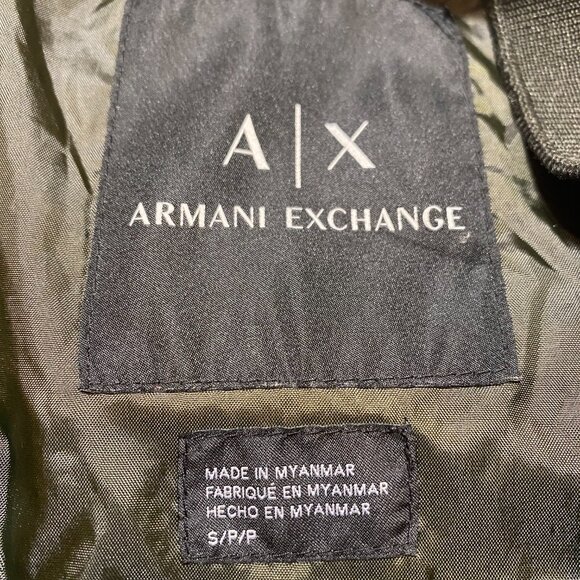 A|X
ARMANI EXCHANGE
MADE IN MYANMAR
FABRIQUÉ EN MYANMAR
HECHO EN MYANMAR
S/P/P